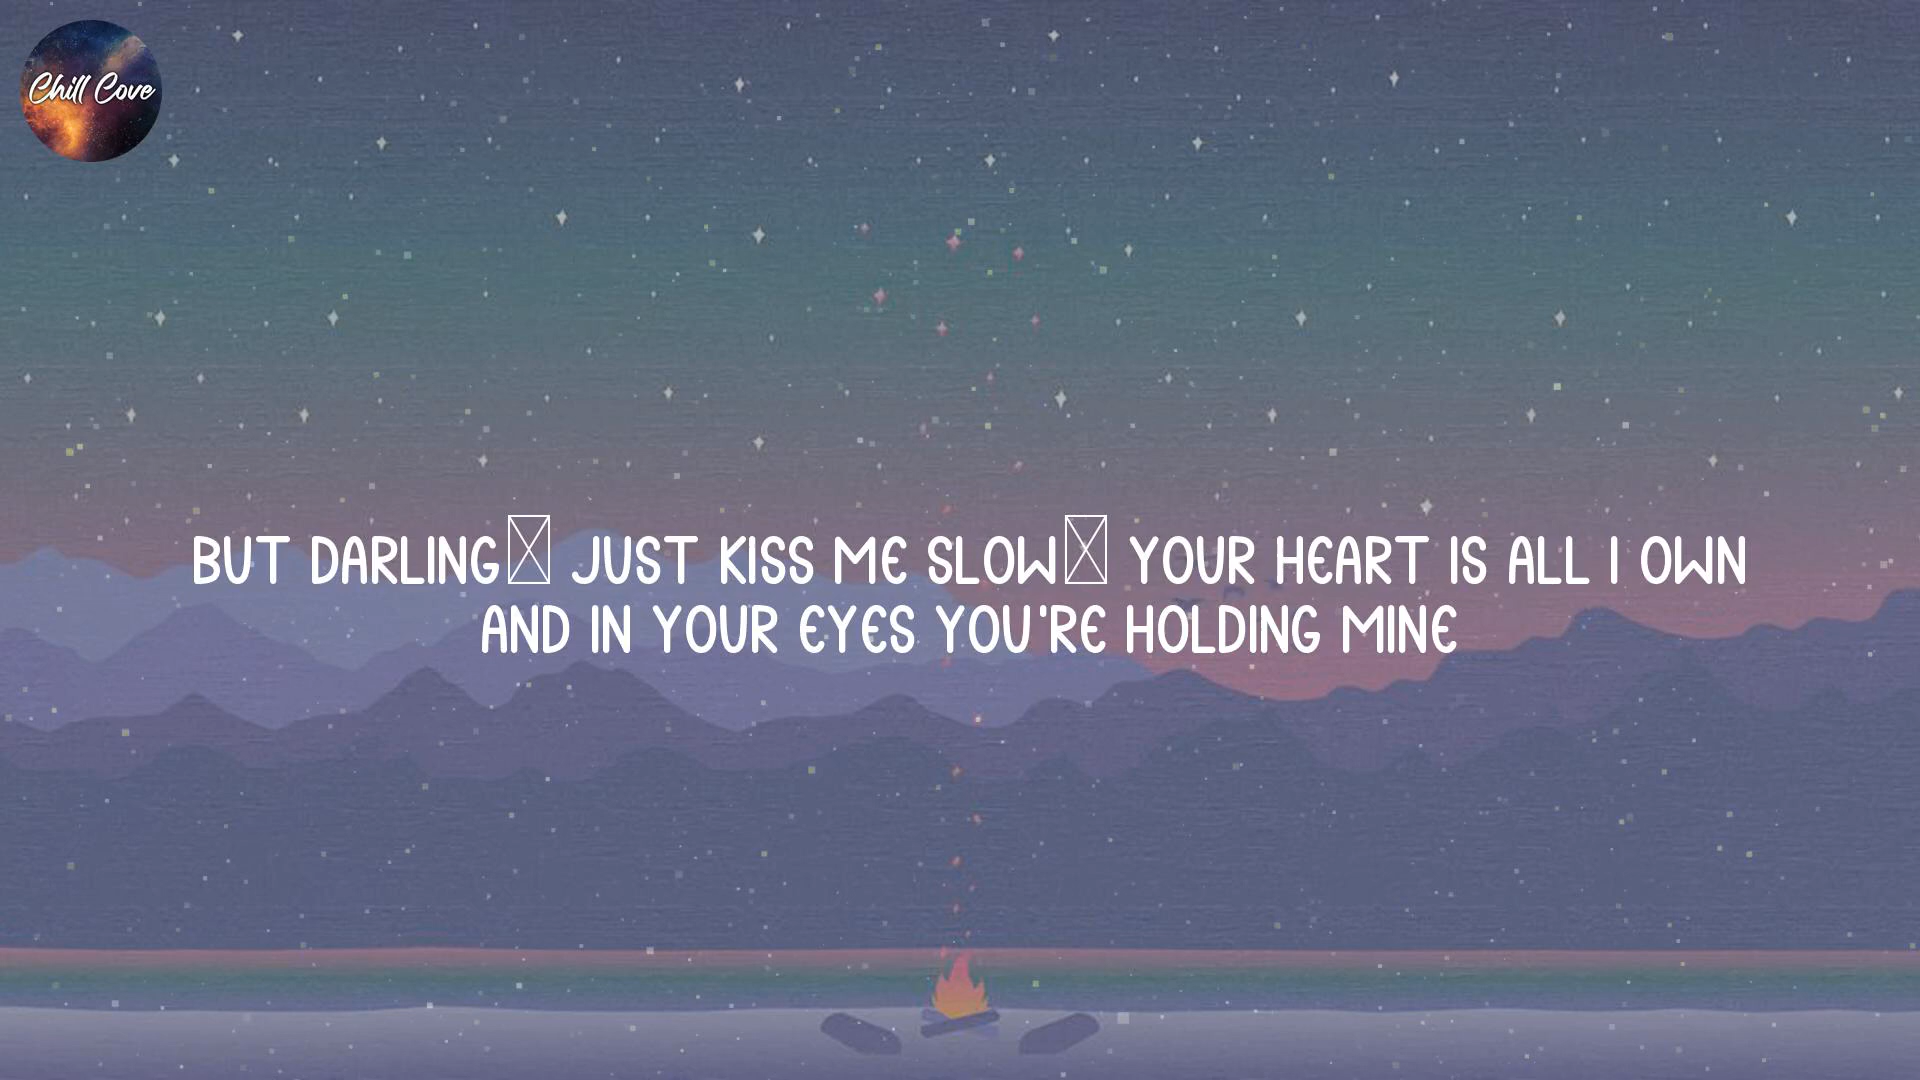 Chill Cove
BUT DARLING☒ JUST KISS ME SLOW☒ YOUR HEART IS ALL I OWN
AND IN YOUR EYES YOU'RE HOLDING MINE